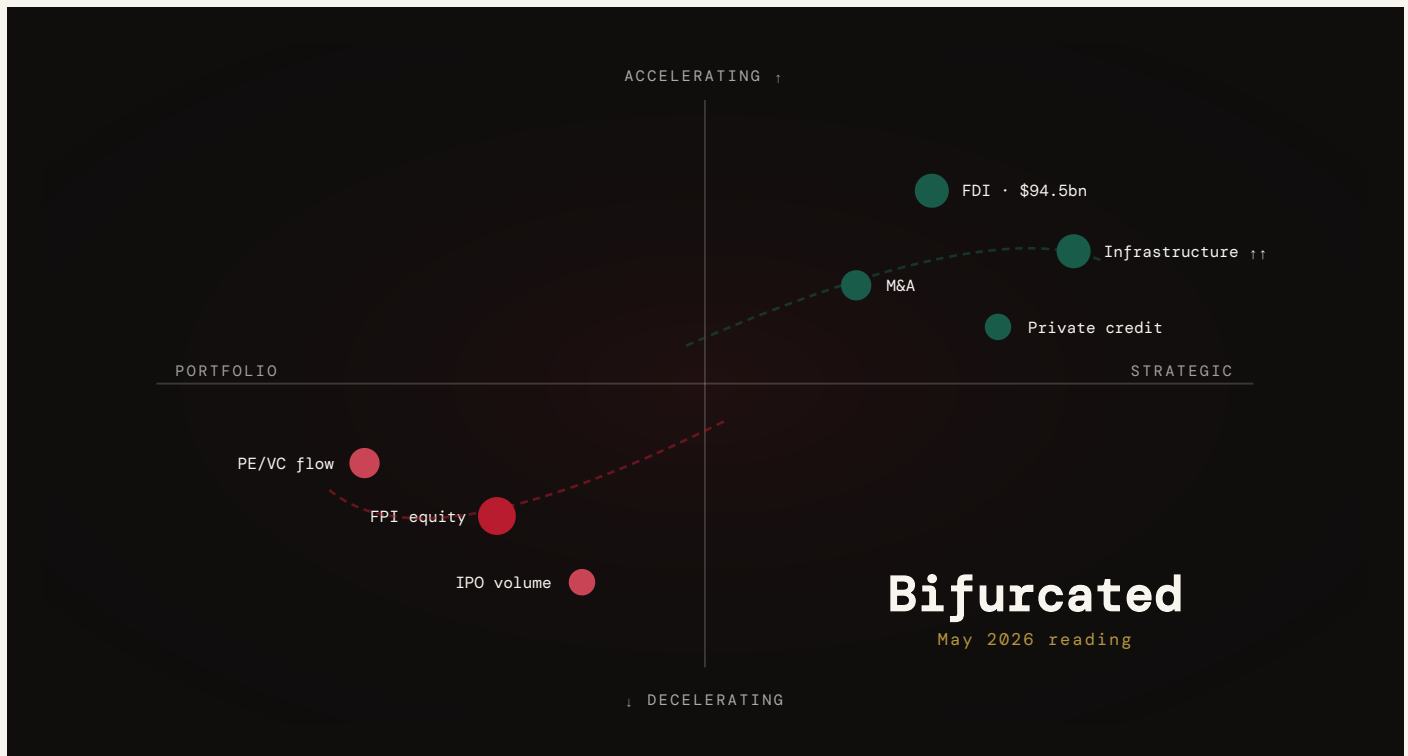 ACCELERATING ↑
FDI · $94.5bn
Infrastructure ↑↑
M&A
Private credit
PORTFOLIO
STRATEGIC
PE/VC flow
FPI equity
IPO volume
Bifurcated
May 2026 reading
↓ DECELERATING